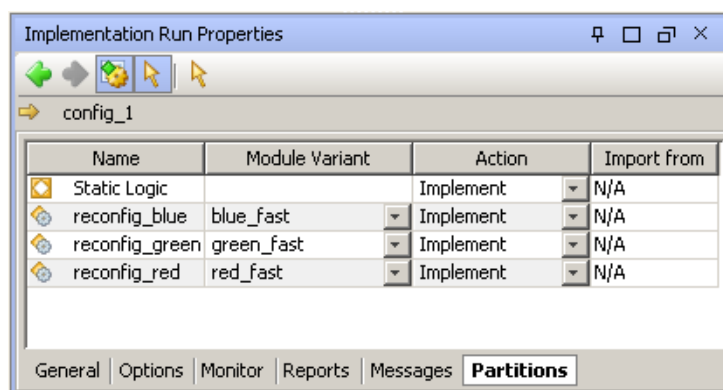 Implementation Run Properties
config_1
Name Module Variant Action Import from
Static Logic Implement N/A
reconfig_blue blue_fast Implement N/A
reconfig_green green_fast Implement N/A
reconfig_red red_fast Implement N/A
General Options Monitor Reports Messages Partitions